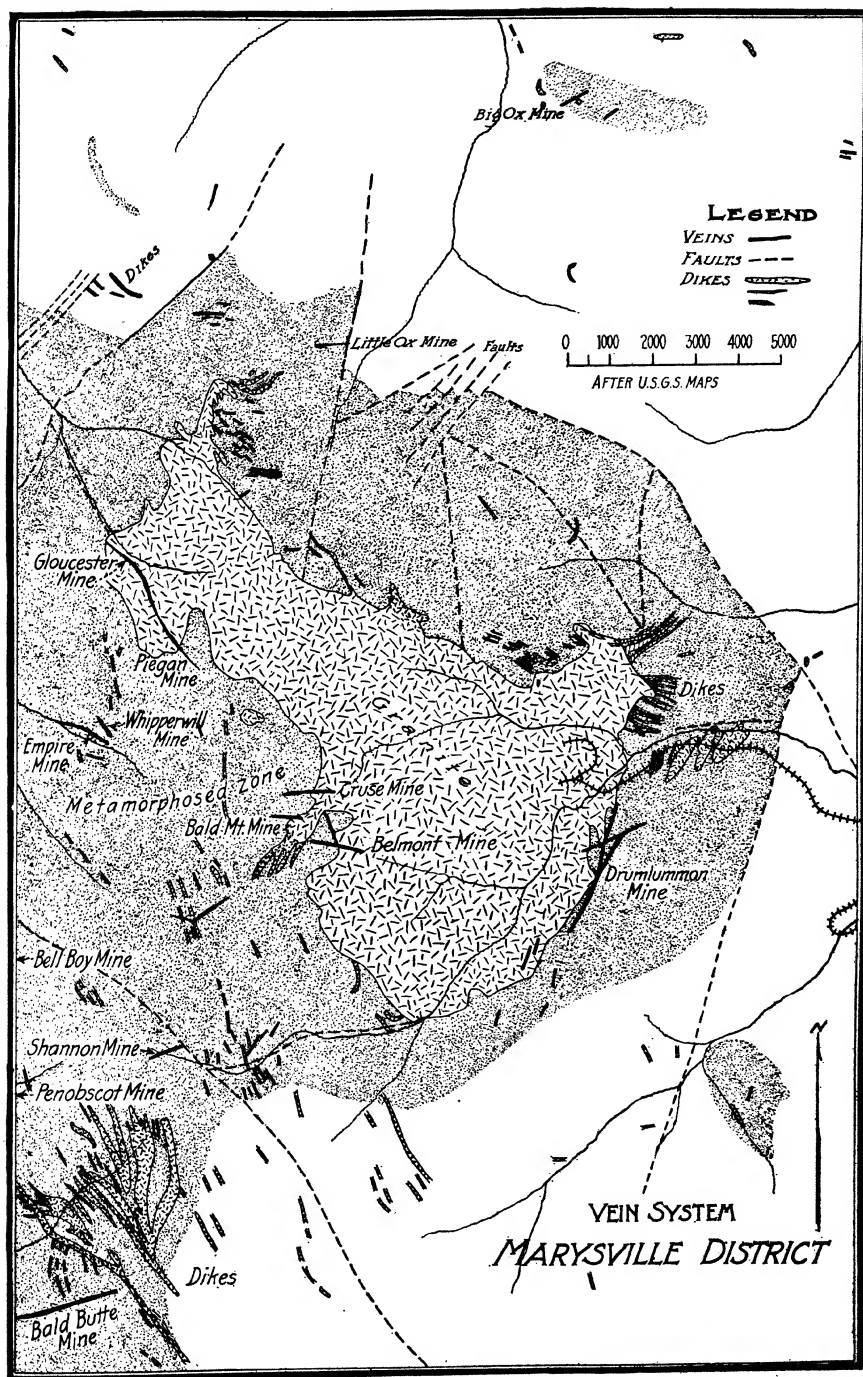 Big Ox Mine
LEGEND
VEINS
FAULTS
DIKES
0 1000 2000 3000 4000 5000
AFTER U.S.G.S. MAPS
Dikes
Little Ox Mine
Faults
Gloucester
Mine
Piegan
Mine
Whipperwill
Mine
Empire
Mine
Granite
Dikes
Metamorphosed Zone
Cruse Mine
Bald Mt. Mine
Belmont Mine
Drumlummon
Mine
Bell Boy Mine
Shannon Mine
Penobscot Mine
N
VEIN SYSTEM
MARYSVILLE DISTRICT
Dikes
Bald Butte
Mine